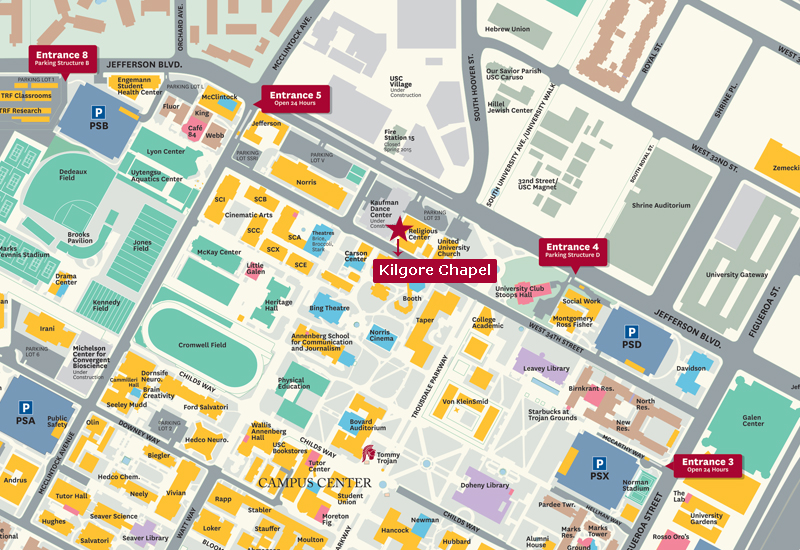 Entrance 8
Parking Structure B
JEFFERSON BLVD.
ORCHARD AVE.
MCCLINTOCK AVE.
PARKING LOT 1
TRF Classrooms
TRF Research
Engemann
Student
Health Center
PARKING LOT L
P
PSB
Fluor
McClintock
King
Café
84
Webb
Entrance 5
Open 24 Hours
Jefferson
Lyon Center
Uytengsu
Aquatics Center
Dedeaux
Field
PARKING LOT SSRI
PARKING
LOT V
Norris
USC
Village
Under
Construction
Fire
Station 15
Closed
Spring 2015
SOUTH HOOVER ST.
Hebrew Union
Our Savior Parish
USC Caruso
Hillel
Jewish Center
SOUTH UNIVERSITY AVE./UNIVERSITY WALK
32nd Street/
USC Magnet
ROYAL ST.
SHRINE PL.
WEST 32ND ST.
SOUTH ROYAL ST.
Zemecki
Shrine Auditorium
University Gateway
FIGUEROA ST.
SCI
SCB
Cinematic Arts
SCC
SCA
SCX
SCE
Theatres
Brice,
Broccoli,
Stark
Kaufman
Dance
Center
Under
PARKING
LOT 23
Religious
Center
United
University
Church
Carson
Center
Kilgore Chapel
Entrance 4
Parking Structure D
Brooks
Pavilion
Marks
Tennis Stadium
Jones
Field
McKay Center
Little
Galen
Drama
Center
Kennedy
Field
Heritage
Hall
Bing Theatre
Booth
Taper
University Club
Stoops Hall
Social Work
Montgomery
Ross Fisher
P
PSD
JEFFERSON BLVD.
WEST 34TH STREET
Irani
PARKING
LOT 6
Michelson
Center for
Convergent
Bioscience
Under
Construction
Cromwell Field
Annenberg School
for Communication
and Journalism
Norris
Cinema
College
Academic
Leavey Library
Davidson
Birnkrant Res.
North
Res.
New
Res.
Galen
Center
Starbucks at
Trojan Grounds
MCCARTHY WAY
TROUSDALE PARKWAY
Von KleinSmid
Dornsife
Neuro.
Cammilleri
Hall
Brain
Creativity
Seeley Mudd
CHILDS WAY
Ford Salvatori
Physical
Education
P
PSA
Public
Safety
Olin
DOWNEY WAY
PARKING
LOT 2
Hedco Neuro.
Wallis
Annenberg
Hall
Bovard
Auditorium
CHILDS WAY
USC
Bookstores
Tutor
Center
Tommy
Trojan
CAMPUS CENTER
MCCLINTOCK AVENUE
Biegler
Hedco Chem.
Andrus
Tutor Hall
Neely
Vivian
Hughes
Seaver Science
Salvatori
Seaver Library
WATT WAY
Rapp
Stabler
Loker
Stauffer
Moulton
Student
Union
Moreton
Fig.
Hancock
Newman
Hubbard
Doheny Library
P
PSX
Entrance 3
Open 24 Hours
Norman
Stadium
HELLMAN WAY
Pardee Twr.
Marks
Tower
Marks
Res.
Alumni
House
The
Lab
University
Gardens
Rosso Oro's